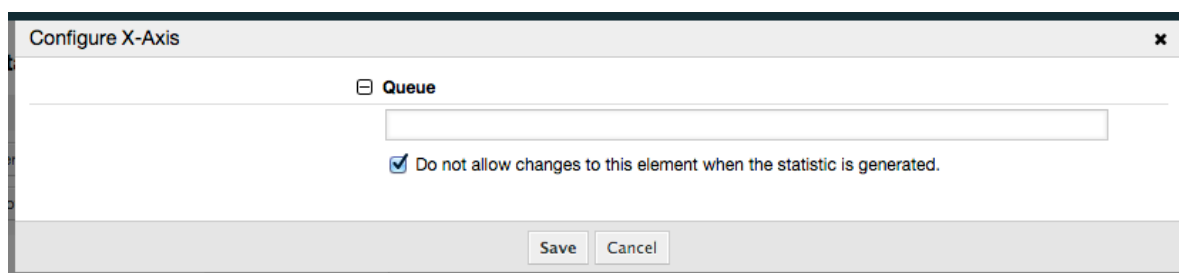 Configure X-Axis
Queue
Do not allow changes to this element when the statistic is generated.
Save Cancel